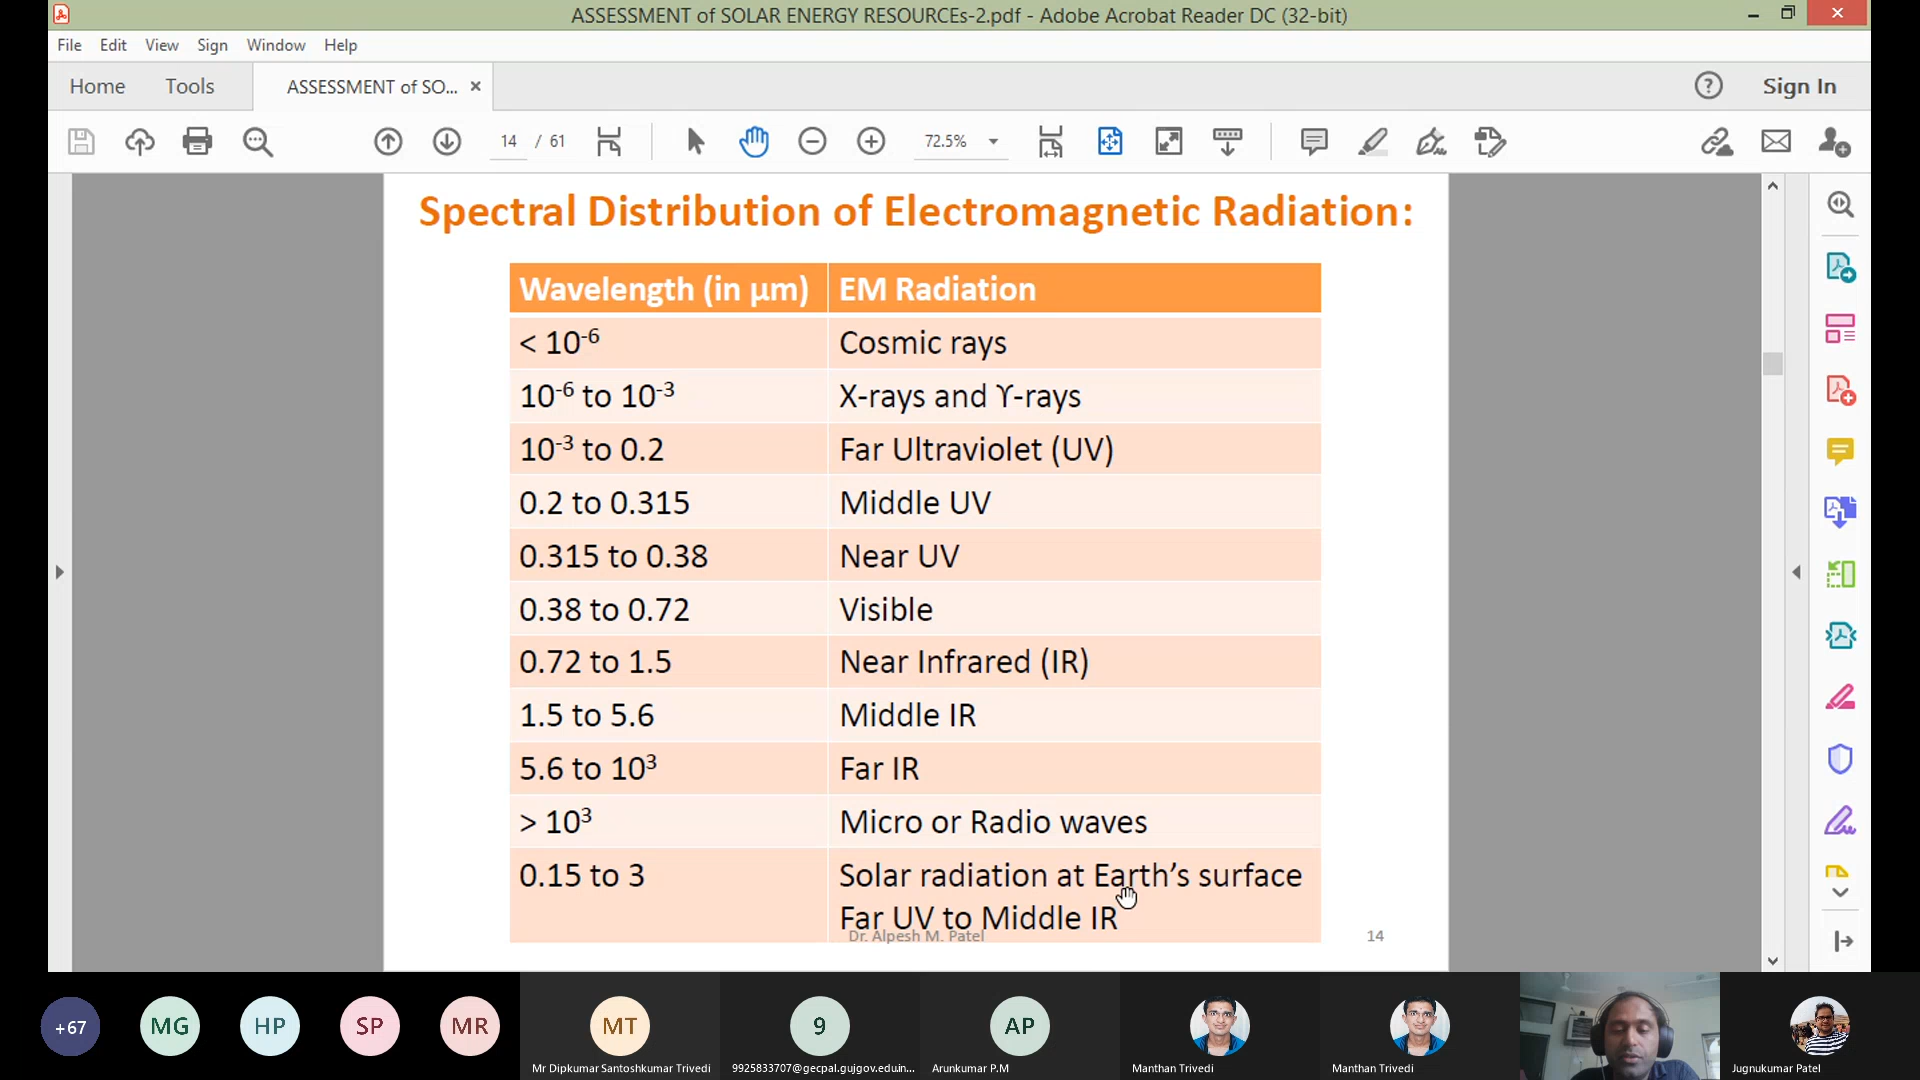 ASSESSMENT of SOLAR ENERGY RESOURCEs-2.pdf - Adobe Acrobat Reader DC (32-bit)
File Edit View Sign Window Help
Home Tools ASSESSMENT of SO... × Sign In
14 / 61 72.5%
Spectral Distribution of Electromagnetic Radiation:
Wavelength (in µm) EM Radiation
< 10⁻⁶ Cosmic rays
10⁻⁶ to 10⁻³ X-rays and ϒ-rays
10⁻³ to 0.2 Far Ultraviolet (UV)
0.2 to 0.315 Middle UV
0.315 to 0.38 Near UV
0.38 to 0.72 Visible
0.72 to 1.5 Near Infrared (IR)
1.5 to 5.6 Middle IR
5.6 to 10³ Far IR
> 10³ Micro or Radio waves
0.15 to 3 Solar radiation at Earth’s surface
Far UV to Middle IR
Dr. Alpesh M. Patel 14
+67 MG HP SP MR MT 9 AP
Mr Dipkumar Santoshkumar Trivedi 9925833707@gecpal.gujgov.edu.in... Arunkumar P.M Manthan Trivedi Manthan Trivedi Jugnukumar Patel